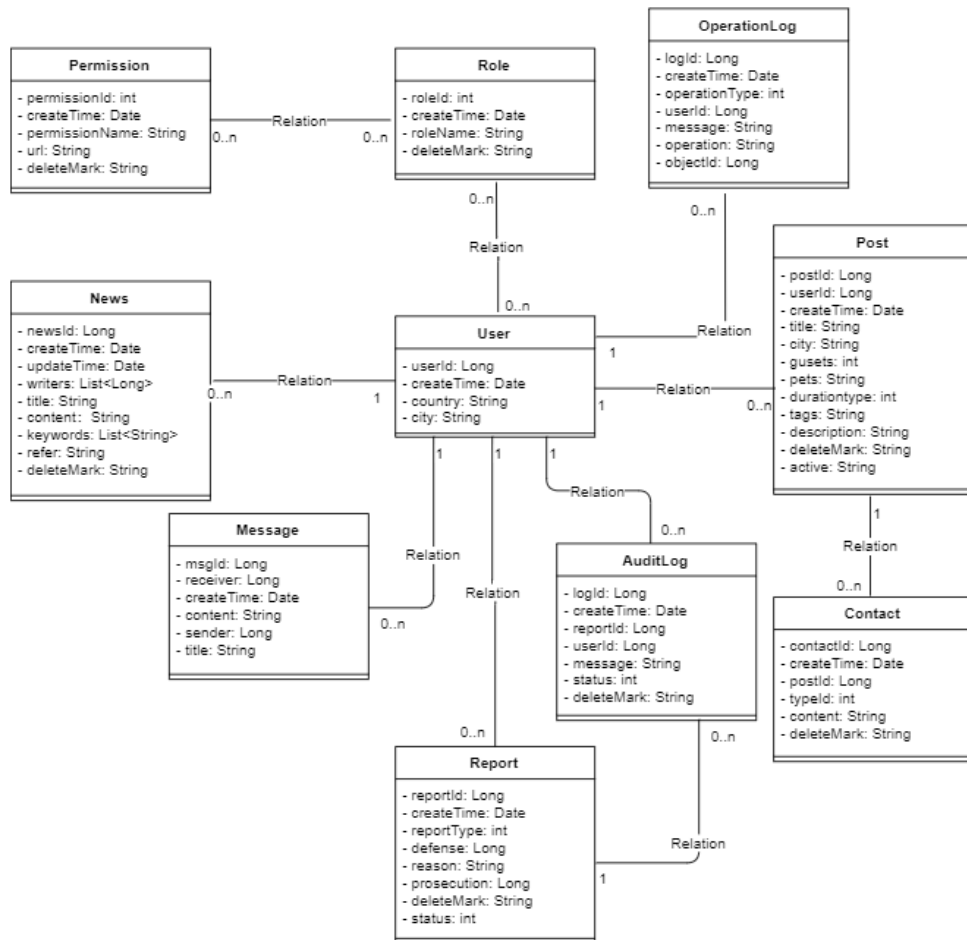 OperationLog
- logId: Long
- createTime: Date
- operationType: int
- userId: Long
- message: String
- operation: String
- objectId: Long
Permission
- permissionId: int
- createTime: Date
- permissionName: String
- url: String
- deleteMark: String
Relation
0..n
0..n
Role
- roleId: int
- createTime: Date
- roleName: String
- deleteMark: String
0..n
Relation
0..n
0..n
Relation
1
Post
- postId: Long
- userId: Long
- createTime: Date
- title: String
- city: String
- gusets: int
- pets: String
- durationtype: int
- tags: String
- description: String
- deleteMark: String
- active: String
News
- newsId: Long
- createTime: Date
- updateTime: Date
- writers: List<Long>
- title: String
- content: String
- keywords: List<String>
- refer: String
- deleteMark: String
0..n
Relation
1
User
- userId: Long
- createTime: Date
- country: String
- city: String
1
Relation
0..n
1
1
1
Relation
0..n
Relation
0..n
Relation
0..n
Message
- msgId: Long
- receiver: Long
- createTime: Date
- content: String
- sender: Long
- title: String
AuditLog
- logId: Long
- createTime: Date
- reportId: Long
- userId: Long
- message: String
- status: int
- deleteMark: String
1
Relation
0..n
Contact
- contactId: Long
- createTime: Date
- postId: Long
- typeId: int
- content: String
- deleteMark: String
0..n
Relation
1
Report
- reportId: Long
- createTime: Date
- reportType: int
- defense: Long
- reason: String
- prosecution: Long
- deleteMark: String
- status: int